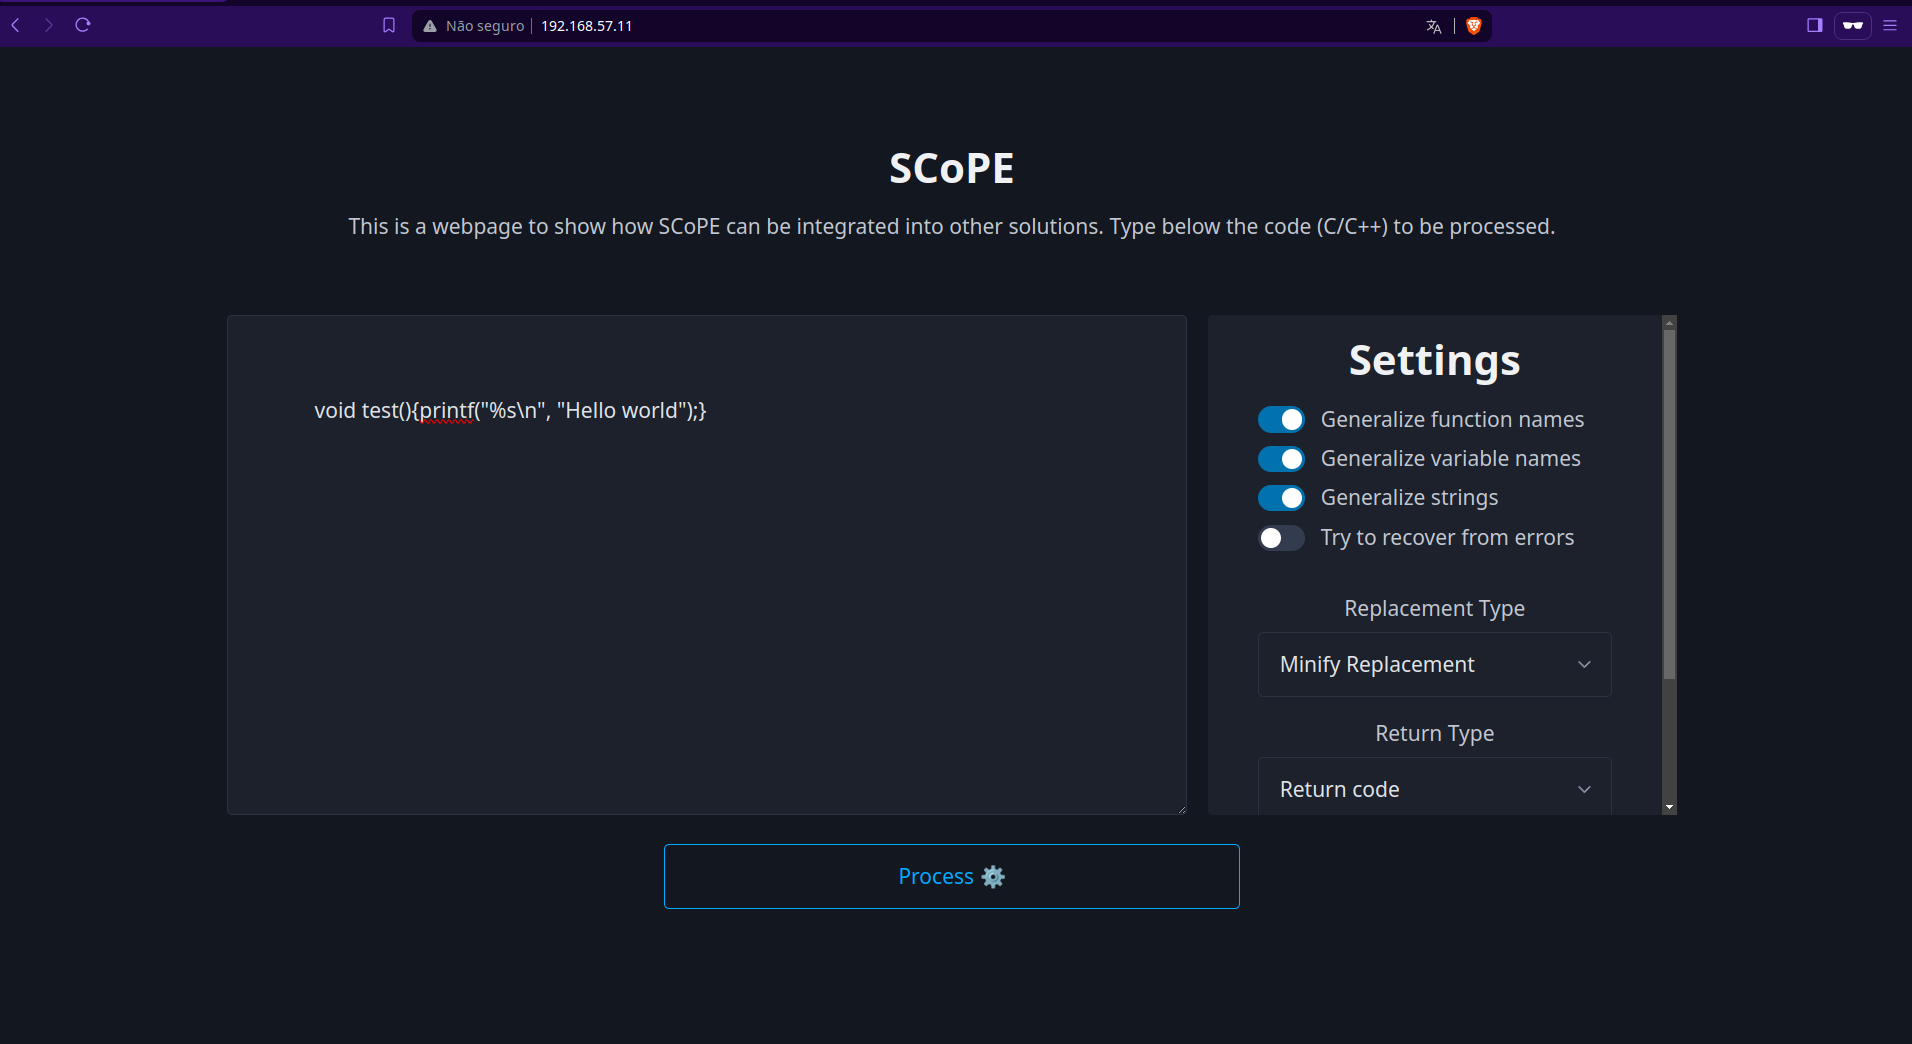 Não seguro 192.168.57.11
SCoPE
This is a webpage to show how SCoPE can be integrated into other solutions. Type below the code (C/C++) to be processed.
void test(){printf("%s\n", "Hello world");}
Settings
Generalize function names
Generalize variable names
Generalize strings
Try to recover from errors
Replacement Type
Minify Replacement
Return Type
Return code
Process ⚙️